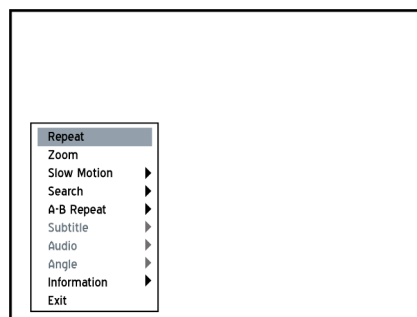 Repeat
Zoom
Slow Motion
Search
A-B Repeat
Subtitle
Audio
Angle
Information
Exit